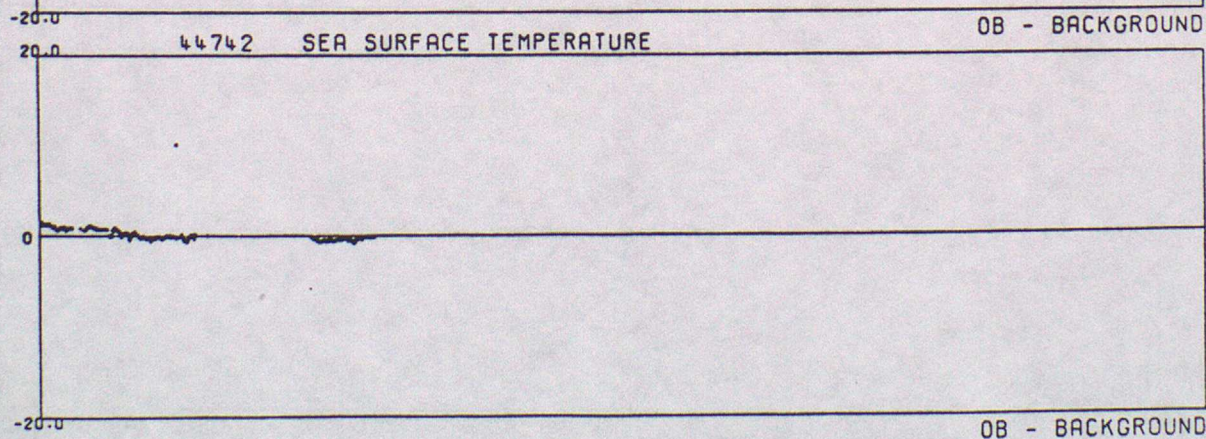 -20.0
OB - BACKGROUND
44742 SEA SURFACE TEMPERATURE
20.0
0
-20.0
OB - BACKGROUND